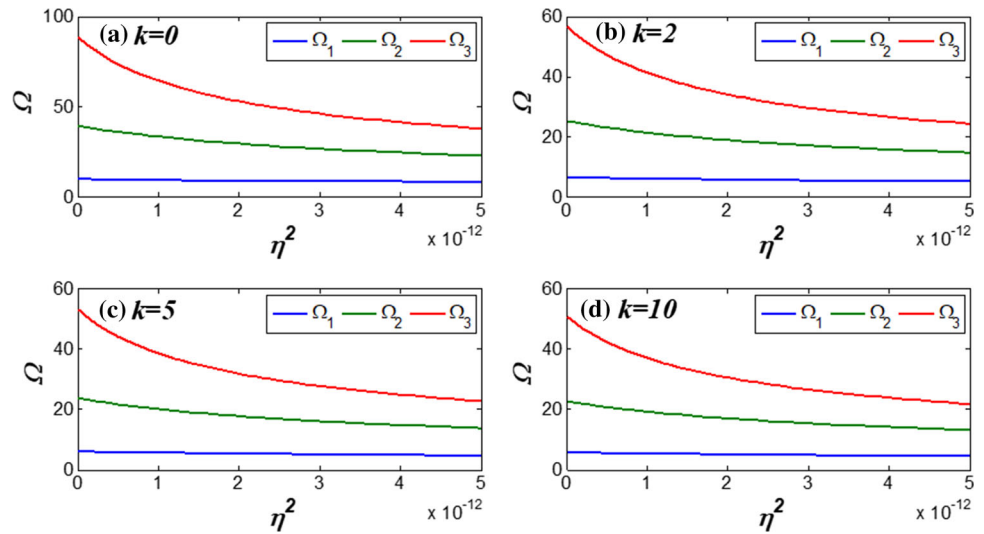 (a) k=0
Ω₁ Ω₂ Ω₃
100
50
0
Ω
0 1 2 3 4 5
η²
x 10⁻¹²
(b) k=2
Ω₁ Ω₂ Ω₃
60
40
20
0
Ω
0 1 2 3 4 5
η²
x 10⁻¹²
(c) k=5
Ω₁ Ω₂ Ω₃
60
40
20
0
Ω
0 1 2 3 4 5
η²
x 10⁻¹²
(d) k=10
Ω₁ Ω₂ Ω₃
60
40
20
0
Ω
0 1 2 3 4 5
η²
x 10⁻¹²